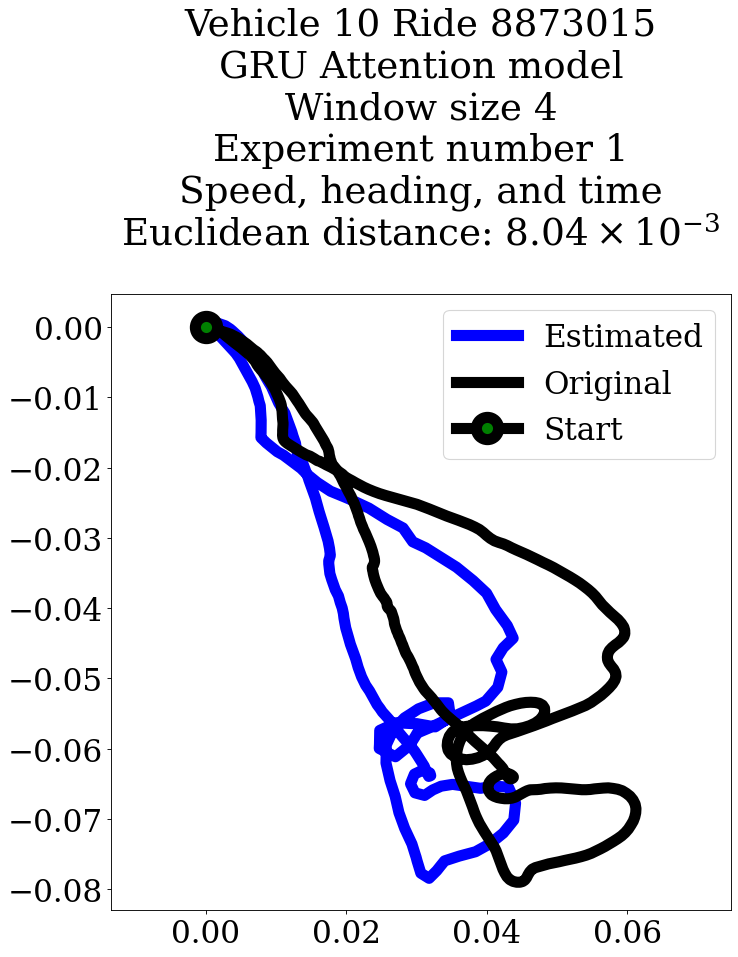 Vehicle 10 Ride 8873015
GRU Attention model
Window size 4
Experiment number 1
Speed, heading, and time
Euclidean distance: 8.04 × 10⁻³
Estimated
Original
Start
0.00
−0.01
−0.02
−0.03
−0.04
−0.05
−0.06
−0.07
−0.08
0.00 0.02 0.04 0.06